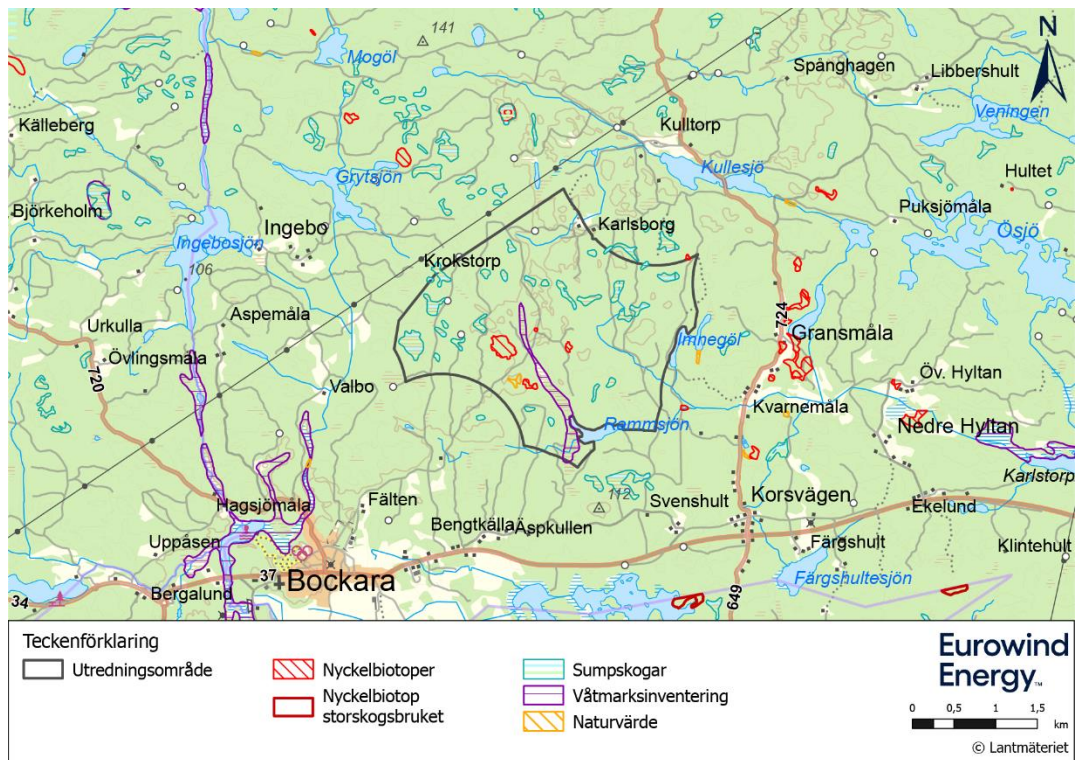 141
N
Spånghagen
Libbershult
Mogöl
Veningen
Källeberg
Kulltorp
Kullesjö
Grytsjön
Hultet
Björkeholm
Puksjömåla
Ösjö
Ingebo
Karlsborg
Ingebosjön
Krokstorp
106
Aspemåla
724
Urkulla
Gransmåla
Immegöl
Övlingsmåla
720
Öv. Hyltan
Valbo
Kvarnemåla
Rammsjön
Nedre Hyltan
Karlstorp
112
Hagsjömåla
Fälten
Svenshult
Korsvägen
Ekelund
Bengtkälla
Äspkullen
Uppåsen
Färgshult
Klintehult
37
Bockara
Färgshultesjön
Bergalund
34
649
Teckenförklaring
Utredningsområde
Nyckelbiotoper
Nyckelbiotop
storskogsbruket
Sumpskogar
Våtmarksinventering
Naturvärde
Eurowind
Energy
0 0,5 1 1,5
km
© Lantmäteriet